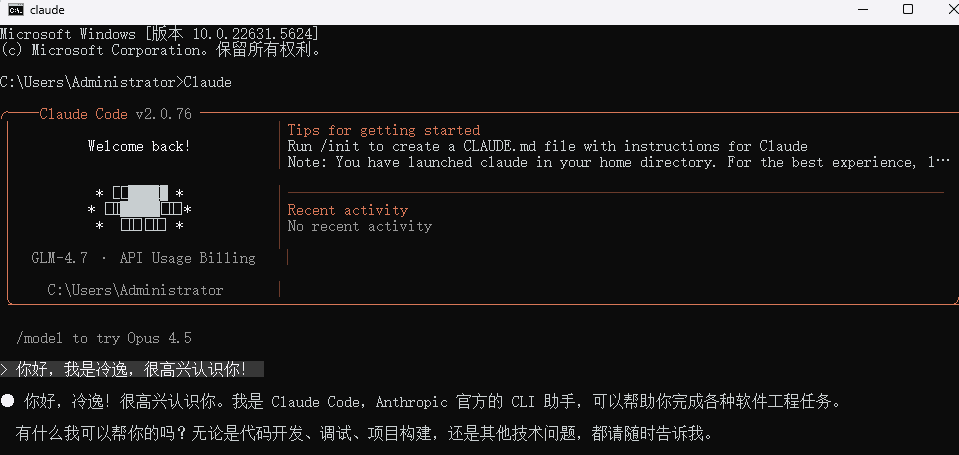 claude
Microsoft Windows [版本 10.0.22631.5624]
(c) Microsoft Corporation。保留所有权利。
C:\Users\Administrator>Claude
Claude Code v2.0.76
Welcome back!
GLM-4.7 · API Usage Billing
C:\Users\Administrator
Tips for getting started
Run /init to create a CLAUDE.md file with instructions for Claude
Note: You have launched claude in your home directory. For the best experience, l…
Recent activity
No recent activity
/model to try Opus 4.5
> 你好，我是冷逸，很高兴认识你！
● 你好，冷逸！很高兴认识你。我是 Claude Code，Anthropic 官方的 CLI 助手，可以帮助你完成各种软件工程任务。
有什么我可以帮你的吗？无论是代码开发、调试、项目构建，还是其他技术问题，都请随时告诉我。